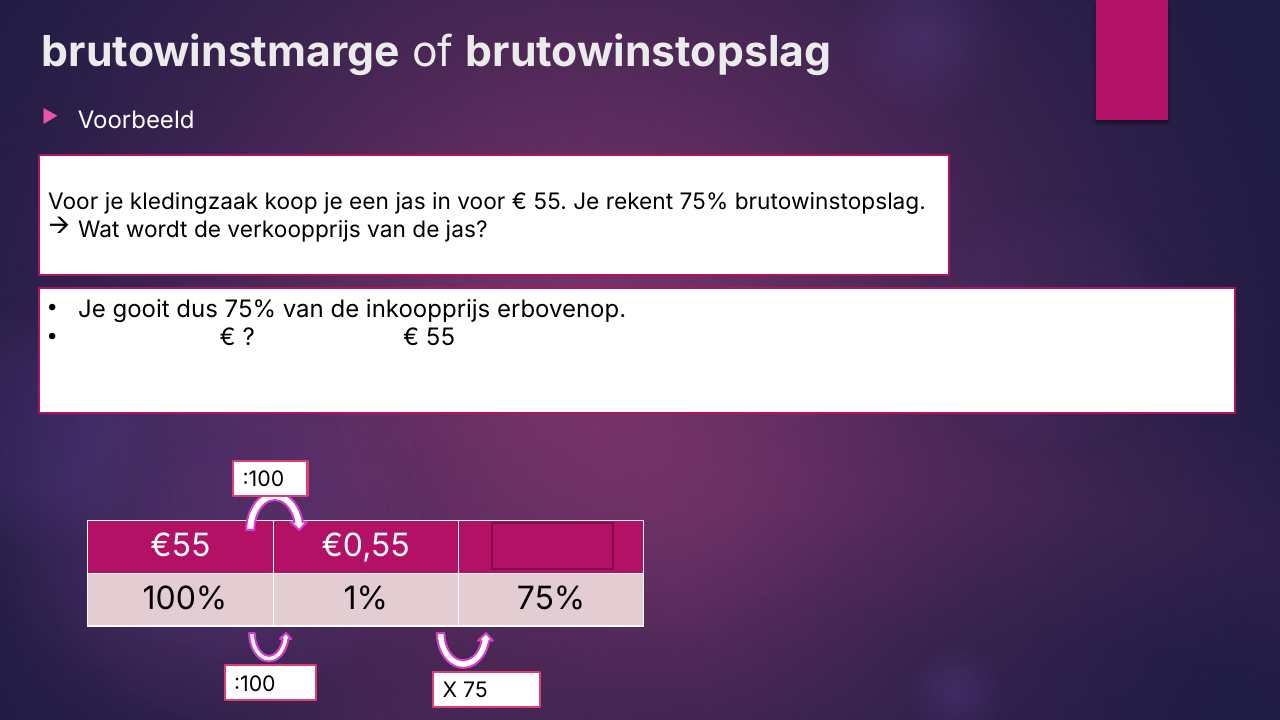 brutowinstmarge of brutowinstopslag
Voorbeeld
Voor je kledingzaak koop je een jas in voor € 55. Je rekent 75% brutowinstopslag.
→ Wat wordt de verkoopprijs van de jas?
• Je gooit dus 75% van de inkoopprijs erbovenop.
• € ? € 55
:100
€55 €0,55
100% 1% 75%
:100
X 75